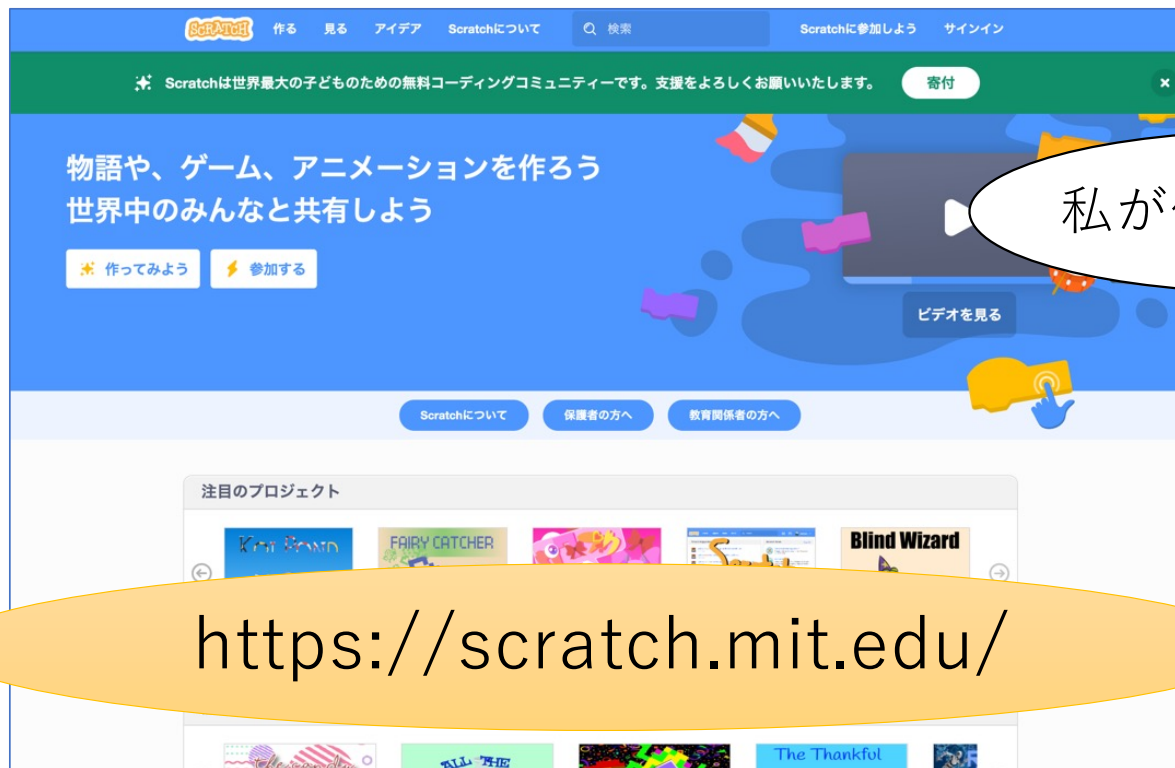 SCRATCH 作る 見る アイデア Scratchについて 検索 Scratchに参加しよう サインイン
Scratchは世界最大の子どものための無料コーディングコミュニティーです。支援をよろしくお願いいたします。 寄付
物語や、ゲーム、アニメーションを作ろう
世界中のみんなと共有しよう
私が
作ってみよう 参加する
ビデオを見る
Scratchについて 保護者の方へ 教育関係者の方へ
注目のプロジェクト
FAIRY CATCHER Scratch Blind Wizard
https://scratch.mit.edu/
ALL THE The Thankful